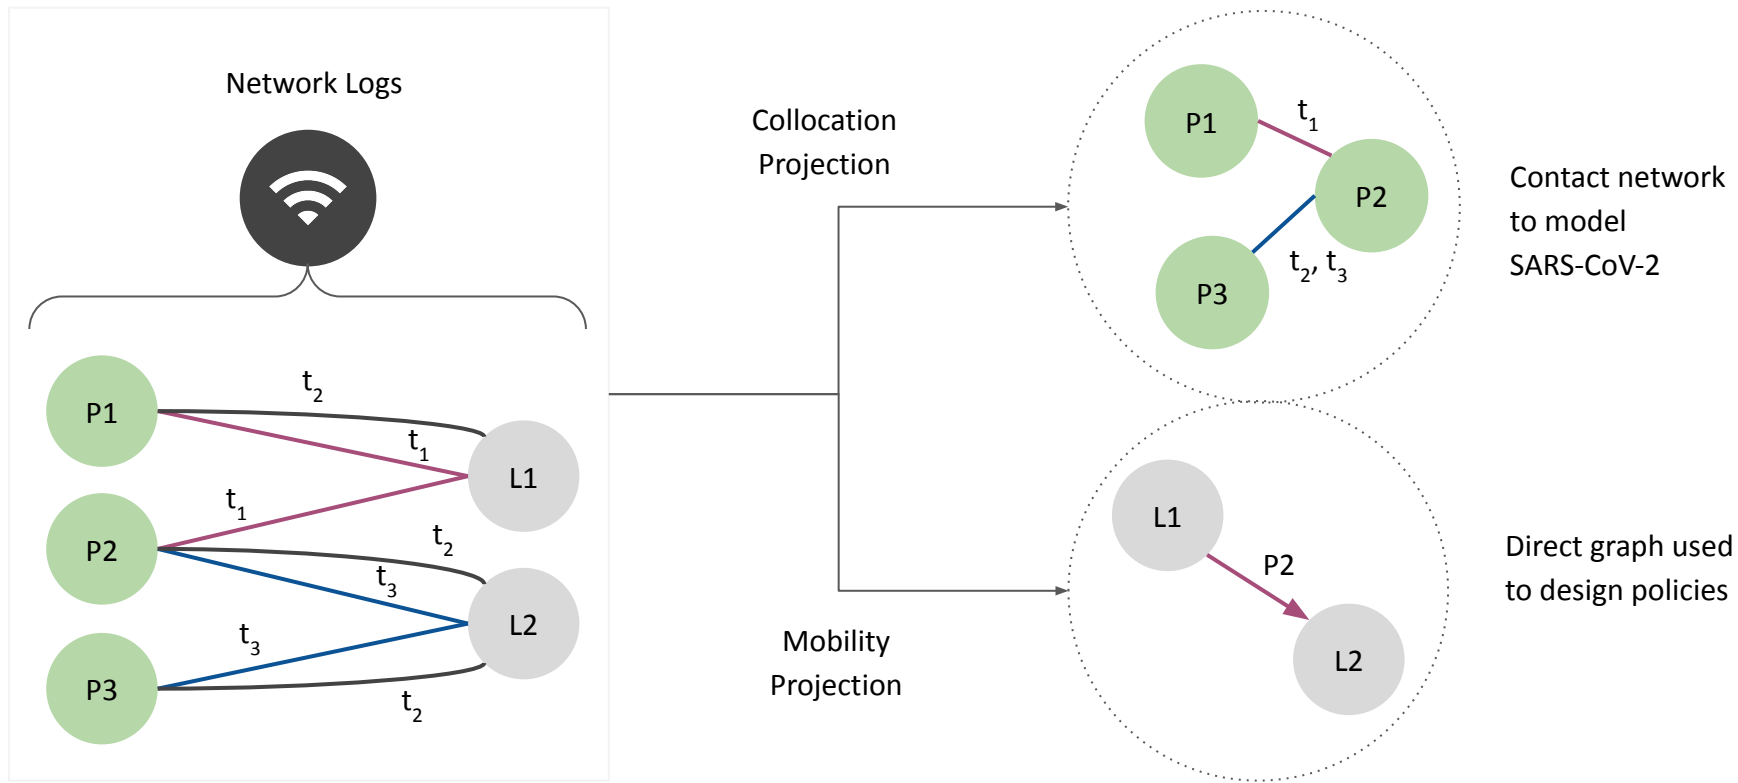 Network Logs
P1
P2
P3
t2
t1
t1
t2
t3
t3
t2
L1
L2
Collocation
Projection
Mobility
Projection
P1
t1
P2
t2, t3
P3
Contact network
to model
SARS-CoV-2
L1
P2
L2
Direct graph used
to design policies